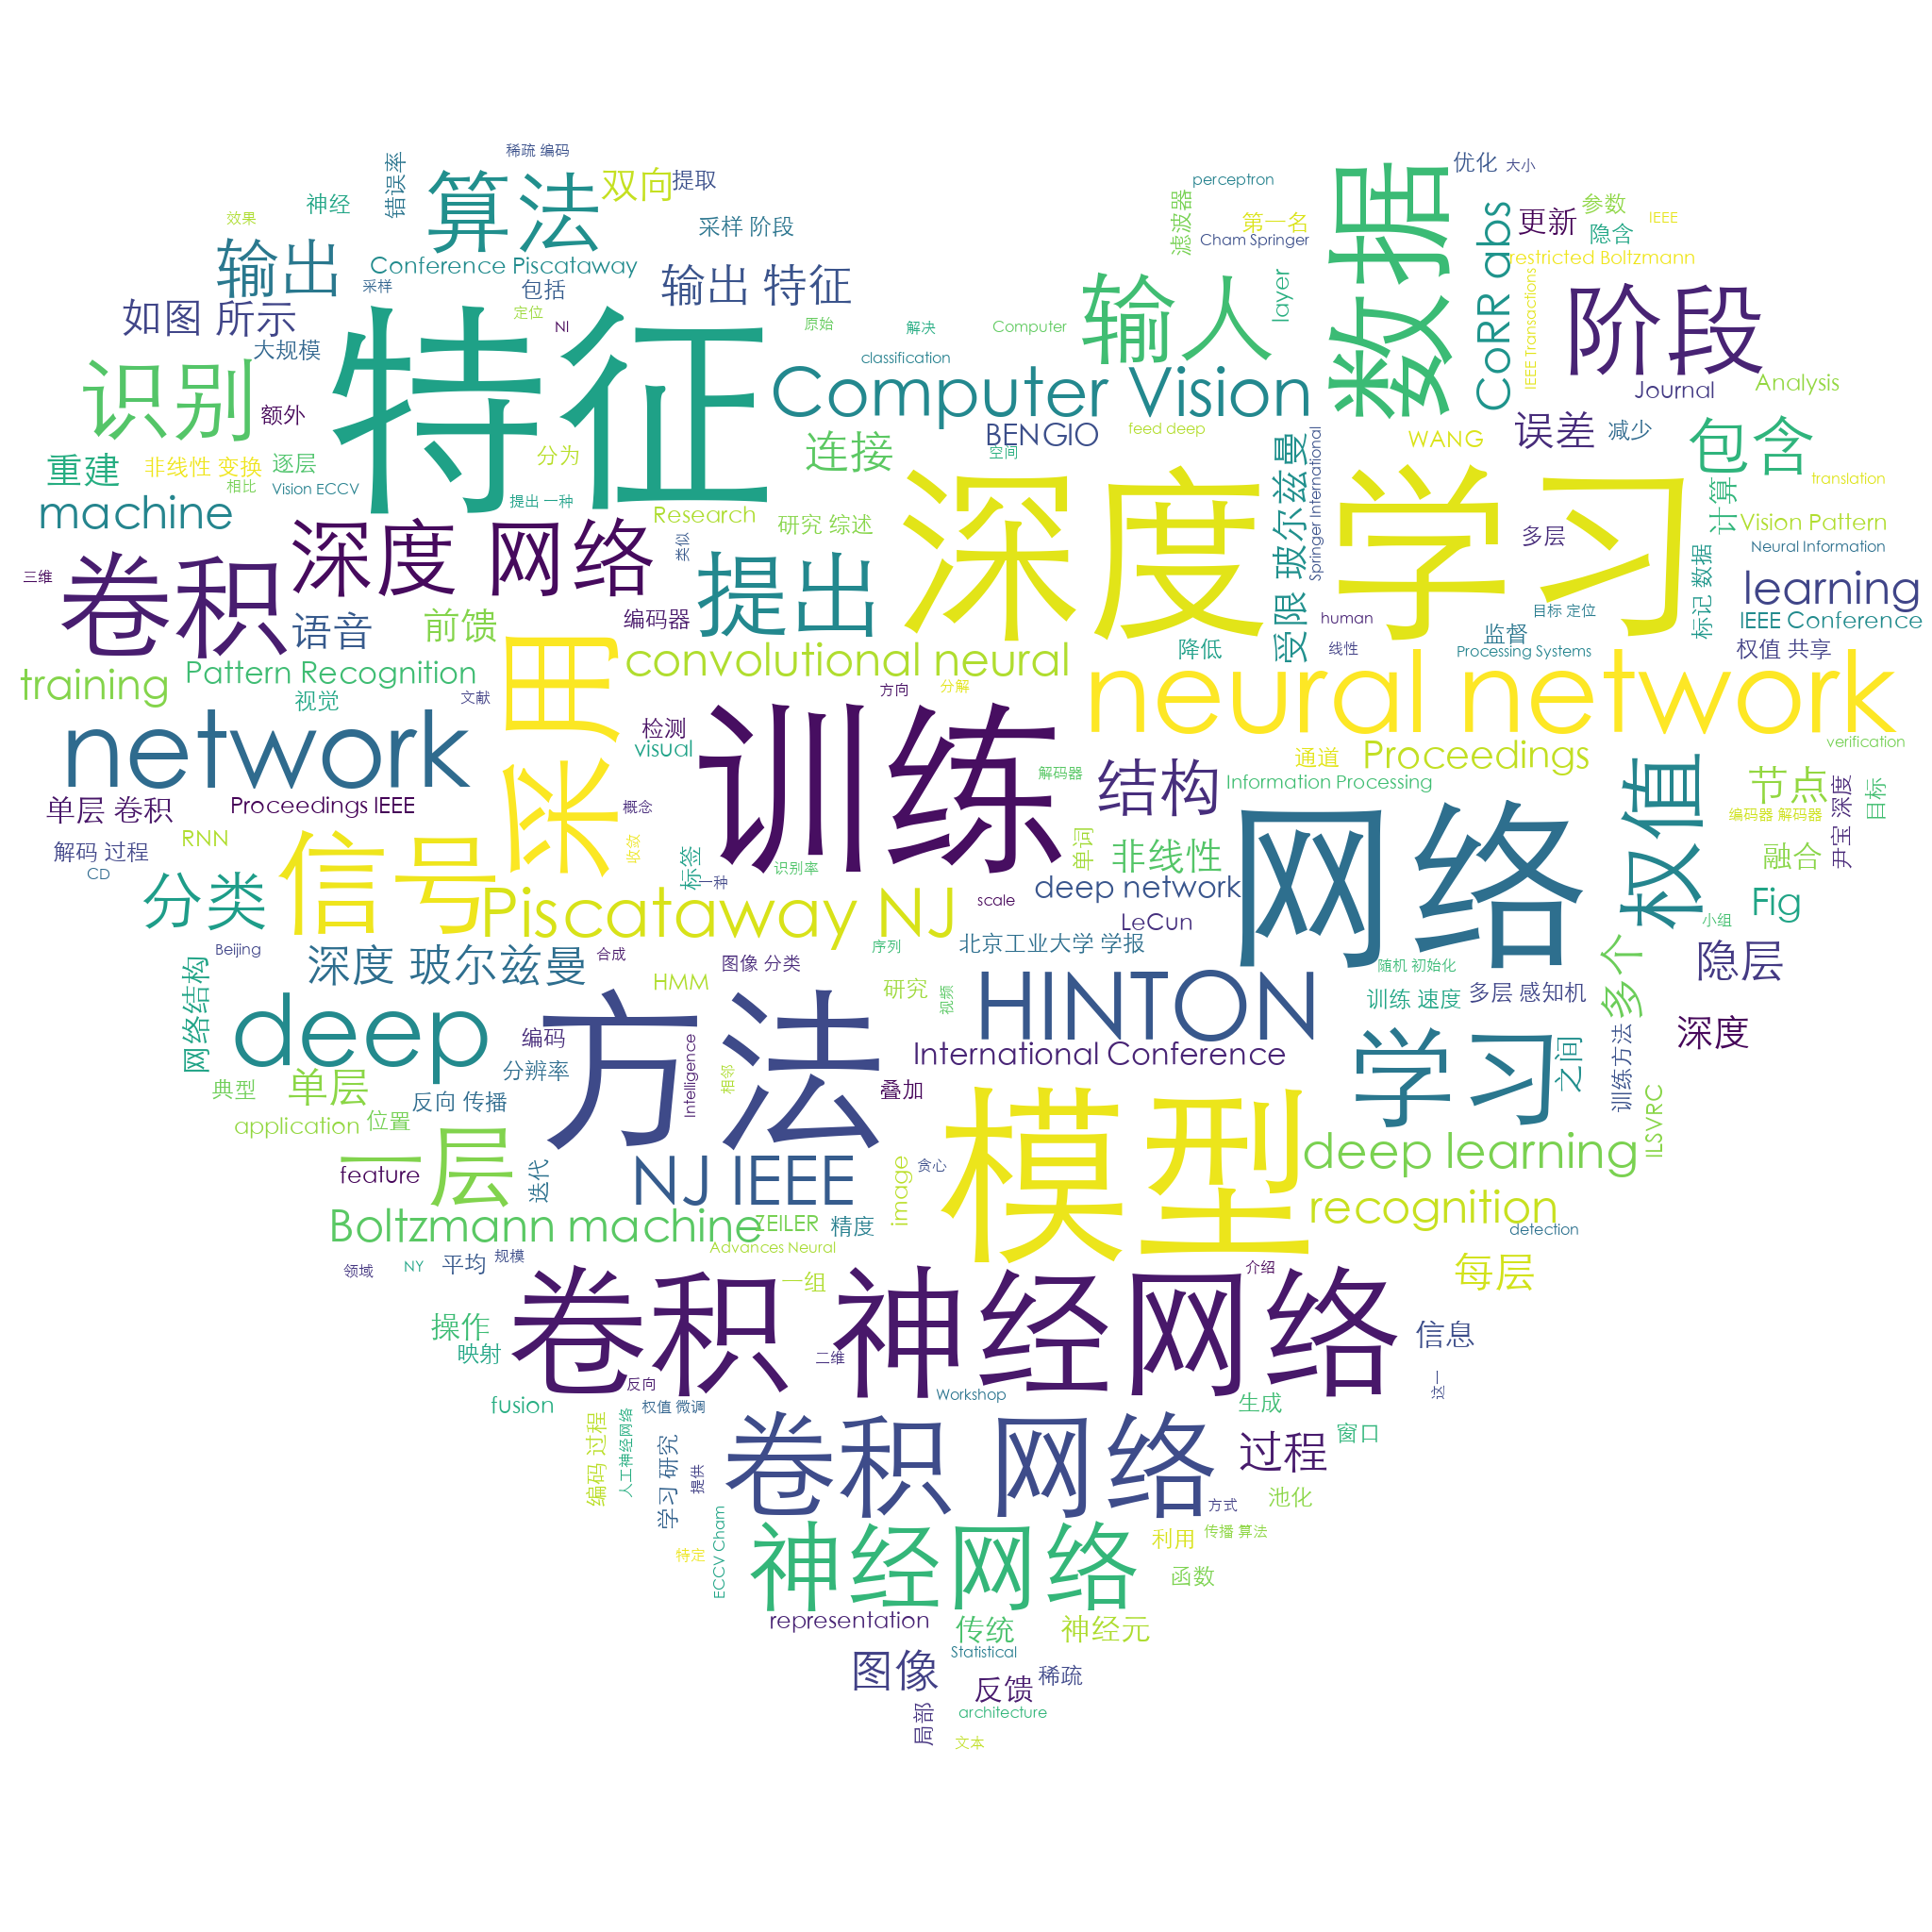 稀疏 编码
错误率
算法
双向
提取
神经
效果
输出
采样 阶段
Conference Piscataway
采样
包括
输出 特征
如图 所示
大规模
定位
NI
原始
解决
Computer
classification
perceptron
滤波器
第一名
Cham Springer
layer
输人
数据
优化
大小
CoRR abs
更新
参数
隐含
IEEE
restricted Boltzmann
IEEE Transactions
阶段
Journal
Analysis
识别
额外
特征
Computer Vision
BENGIO
feed deep
空间
连接
重建
非线性 变换
逐层
相比
Vision ECCV
分为
提出 一种
Research
类似
研究 综述
受限 玻尔兹曼
Springer International
WANG
误差
减少
包含
计算
translation
Vision Pattern
Neural Information
多层
标记 数据
machine
深度 网络
提出
深度 学习
learning
IEEE Conference
权值 共享
三维
卷积
语音
前馈
编码器
human
线性
目标 定位
监督
Processing Systems
降低
training
Pattern Recognition
视觉
文献
采用
convolutional neural
方向
分解
neural network
network
检测
visual
训练
解码器
结构
通道
Proceedings
Information Processing
verification
权值
节点
编码器 解码器
尹宝 深度
目标
单层 卷积
Proceedings IEEE
概念
收敛
解码 过程
RNN
CD
信号
标签
一种
识别率
单词
非线性
网络
融合
分类
Piscataway NJ
scale
deep network
LeCun
Fig
小组
Beijing
深度 玻尔兹曼
合成
图像 分类
序列
北京工业大学 学报
随机 初始化
多个
隐层
网络结构
deep
HMM
研究
视频
HINTON
训练 速度
多层 感知机
编码
方法
International Conference
学习
之间
训练方法
深度
分辨率
Intelligence
相邻
典型
单层
反向 传播
叠加
application
位置
一层
模型
deep learning
ILSVRC
feature
迭代
NJ IEEE
image
贪心
recognition
Boltzmann machine
ZEILER
精度
detection
Advances Neural
领域
NY
平均
规模
一组
介绍
每层
卷积 神经网络
操作
映射
二维
信息
反向
这一
fusion
权值 微调
Workshop
生成
编码 过程
人工神经网络
学习 研究
提供
卷积 网络
过程
窗口
方式
池化
ECCV Cham
特定
神经网络
利用
传播 算法
函数
representation
传统
神经元
Statistical
图像
反馈
稀疏
局部
architecture
文本